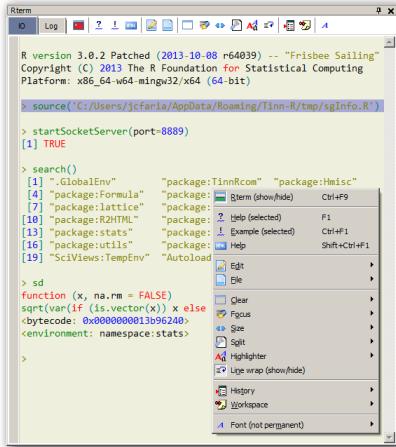 Rterm
IO Log
R version 3.0.2 Patched (2013-10-08 r64039) -- "Frisbee Sailing"
Copyright (C) 2013 The R Foundation for Statistical Computing
Platform: x86_64-w64-mingw32/x64 (64-bit)
> source('C:/Users/jcfaria/AppData/Roaming/Tinn-R/tmp/sgInfo.R')
> startSocketServer(port=8889)
[1] TRUE
> search()
[1] ".GlobalEnv" "package:TinnRcom" "package:Hmisc"
[4] "package:Formula" "package:
[7] "package:lattice" "package:
[10] "package:R2HTML" "package:
[13] "package:stats" "package:
[16] "package:utils" "package:
[19] "SciViews:TempEnv" "Autoload
> sd
function (x, na.rm = FALSE)
sqrt(var(if (is.vector(x)) x else
<bytecode: 0x0000000013b96240>
<environment: namespace:stats>
>
Rterm (show/hide) Ctrl+F9
Help (selected) F1
Example (selected) Ctrl+F1
Help Shift+Ctrl+F1
Edit
File
Clear
Focus
Size
Split
Highlighter
Line wrap (show/hide)
History
Workspace
Font (not permanent)